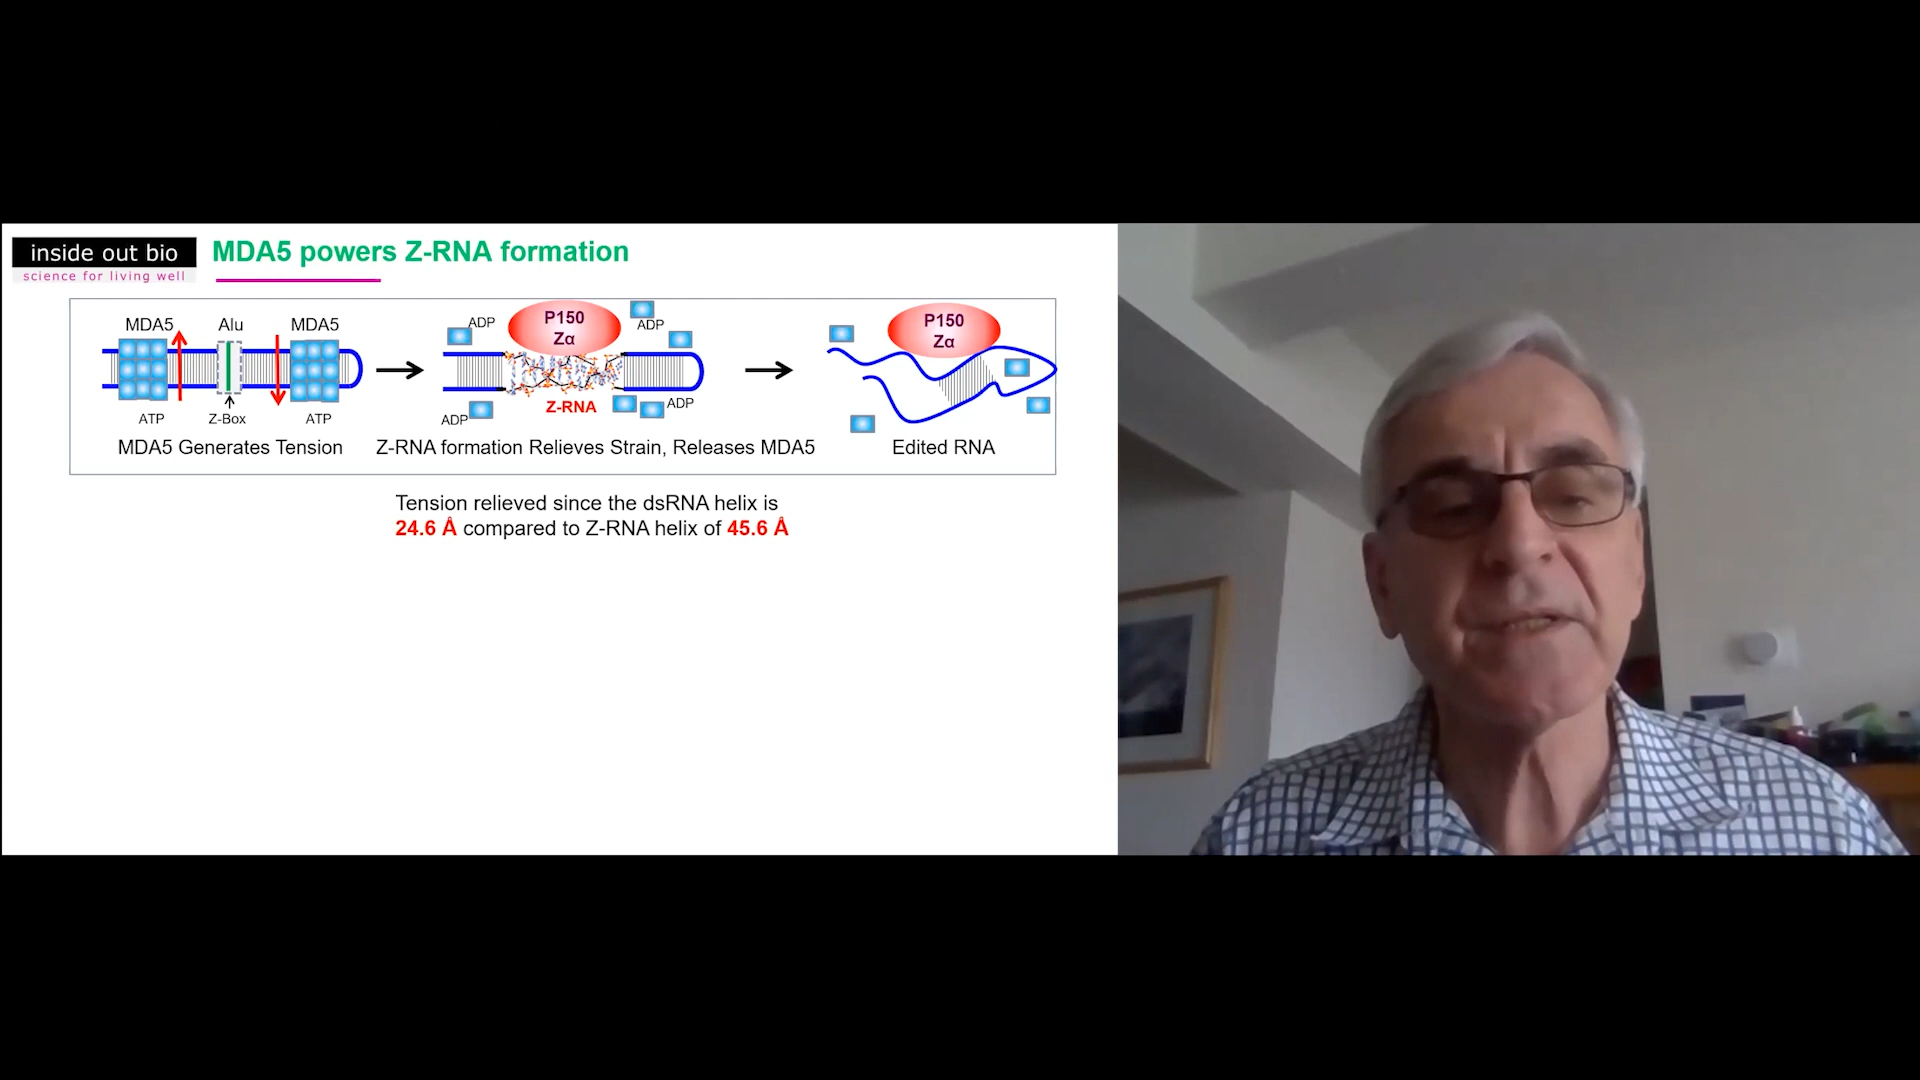 inside out bio
science for living well
MDA5 powers Z-RNA formation
MDA5 Alu MDA5
ATP Z-Box ATP
MDA5 Generates Tension
ADP P150 Zα ADP
Z-RNA
ADP ADP
Z-RNA formation Relieves Strain, Releases MDA5
P150
Zα
Edited RNA
Tension relieved since the dsRNA helix is
24.6 Å compared to Z-RNA helix of 45.6 Å